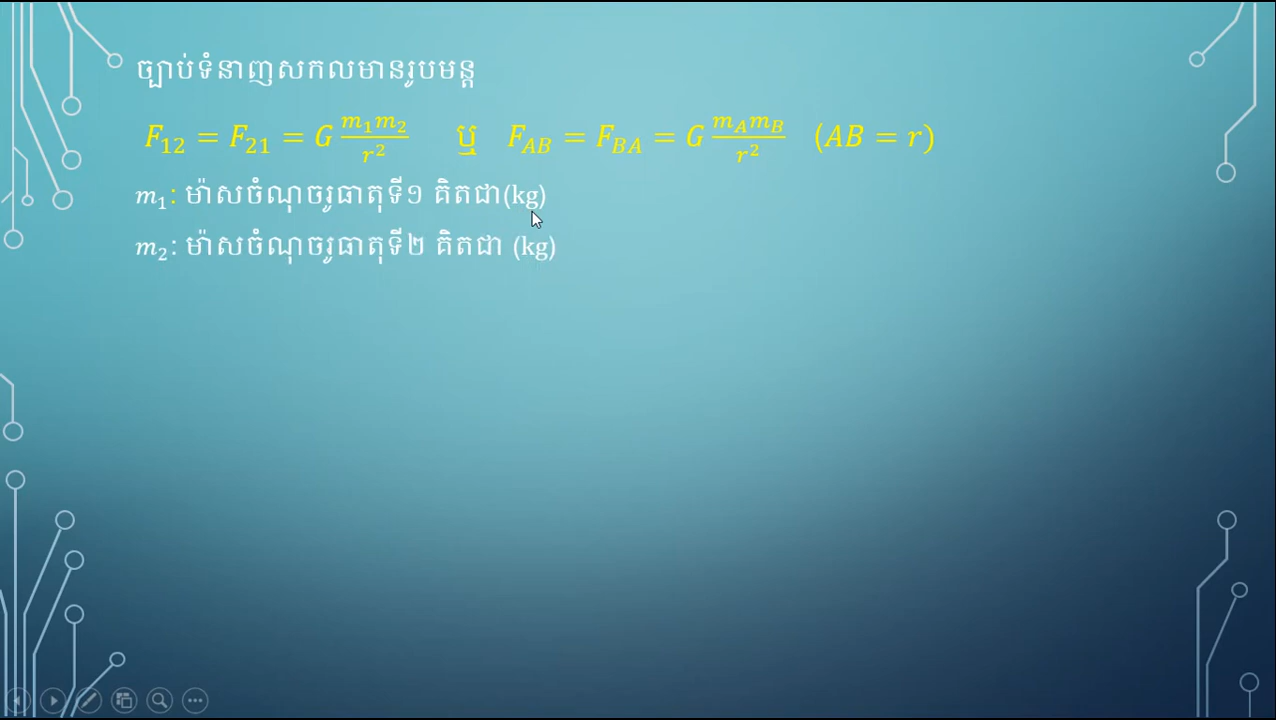 ច្បាប់ទំនាញសកលមានរូបមន្ត
F₁₂ = F₂₁ = G m₁m₂/r² ឬ F_AB = F_BA = G m_Am_B/r² (AB = r)
m₁: ម៉ាសចំណុចរូធាតុទី១ គិតជា(kg)
m₂: ម៉ាសចំណុចរូធាតុទី២ គិតជា (kg)